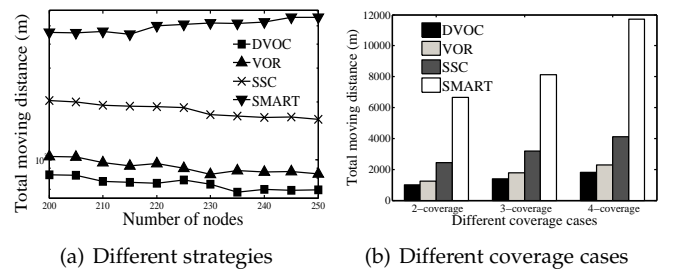 Total moving distance (m)
10
DVOC
VOR
SSC
SMART
200
210
220
230
240
250
Number of nodes
(a) Different strategies
Total moving distance (m)
12000
10000
8000
6000
4000
2000
0
DVOC
VOR
SSC
SMART
2−coverage
3−coverage
4−coverage
Different coverage cases
(b) Different coverage cases